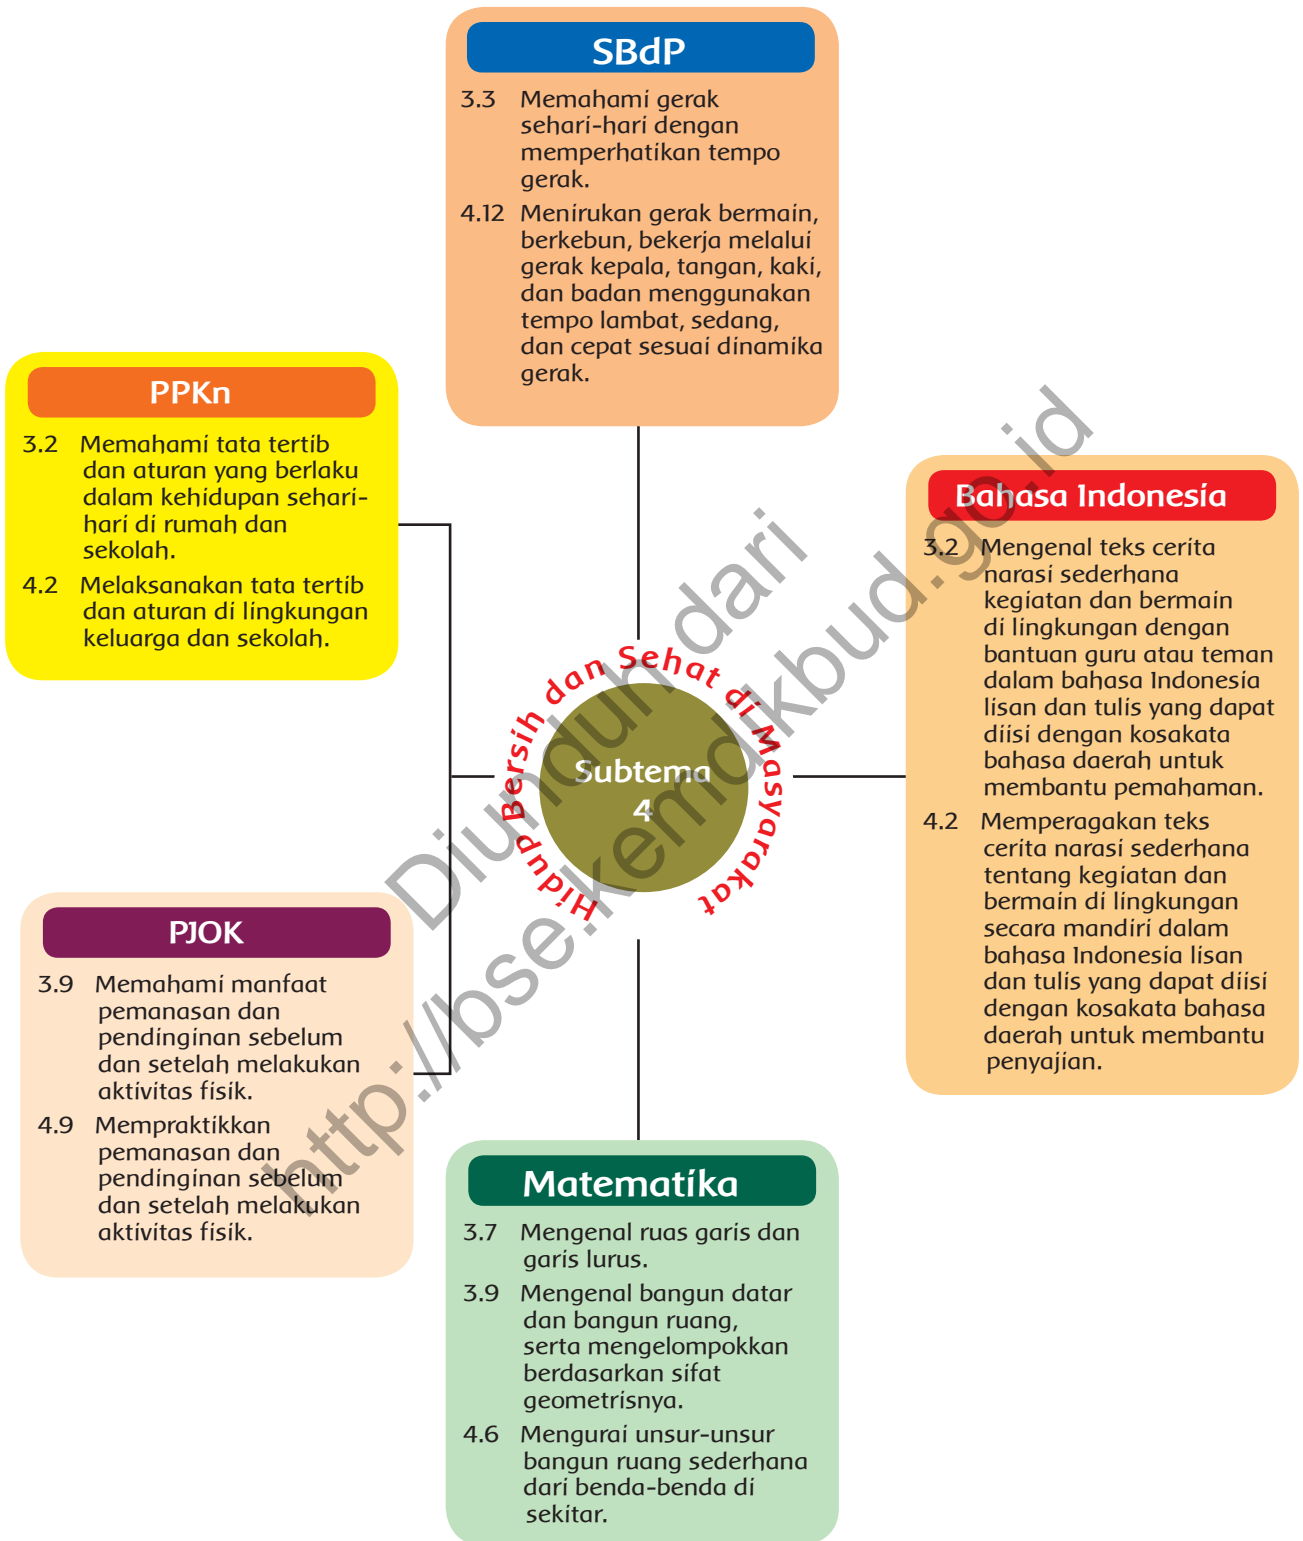 SBdP
3.3 Memahami gerak
sehari-hari dengan
memperhatikan tempo
gerak.
4.12 Menirukan gerak bermain,
berkebun, bekerja melalui
gerak kepala, tangan, kaki,
dan badan menggunakan
tempo lambat, sedang,
dan cepat sesuai dinamika
gerak.
PPKn
3.2 Memahami tata tertib
dan aturan yang berlaku
dalam kehidupan sehari-
hari di rumah dan
sekolah.
4.2 Melaksanakan tata tertib
dan aturan di lingkungan
keluarga dan sekolah.
Bahasa Indonesia
3.2 Mengenal teks cerita
narasi sederhana
kegiatan dan bermain
di lingkungan dengan
bantuan guru atau teman
dalam bahasa Indonesia
lisan dan tulis yang dapat
diisi dengan kosakata
bahasa daerah untuk
membantu pemahaman.
4.2 Memperagakan teks
cerita narasi sederhana
tentang kegiatan dan
bermain di lingkungan
secara mandiri dalam
bahasa Indonesia lisan
dan tulis yang dapat diisi
dengan kosakata bahasa
daerah untuk membantu
penyajian.
Hidup Bersih dan Sehat di Masyarakat
Subtema
4
PJOK
3.9 Memahami manfaat
pemanasan dan
pendinginan sebelum
dan setelah melakukan
aktivitas fisik.
4.9 Mempraktikkan
pemanasan dan
pendinginan sebelum
dan setelah melakukan
aktivitas fisik.
Matematika
3.7 Mengenal ruas garis dan
garis lurus.
3.9 Mengenal bangun datar
dan bangun ruang,
serta mengelompokkan
berdasarkan sifat
geometrisnya.
4.6 Mengurai unsur-unsur
bangun ruang sederhana
dari benda-benda di
sekitar.
Diunduh dari
http://bse.kemdikbud.go.id